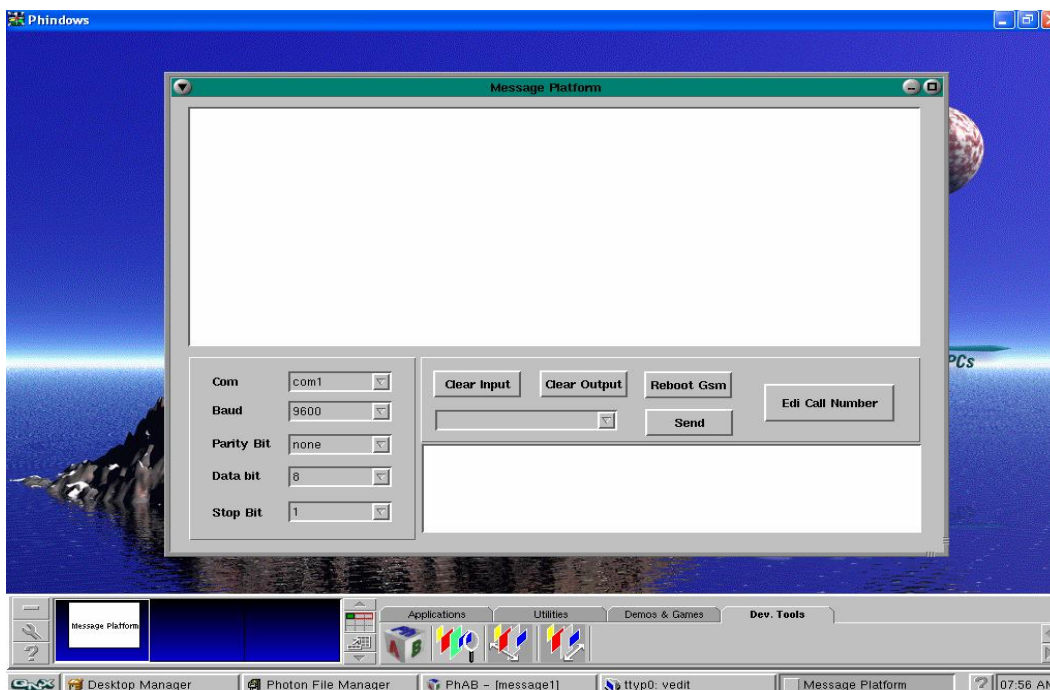 Phindows
Message Platform
PCs
Com com1
Baud 9600
Parity Bit none
Data bit 8
Stop Bit 1
Clear Input Clear Output Reboot Gsm
Send
Edi Call Number
Message Platform
Applications Utilities Demos & Games Dev. Tools
A B
QNX Desktop Manager Photon File Manager PhAB - [message1] ttyp0: vedit Message Platform ? 07:56 AM